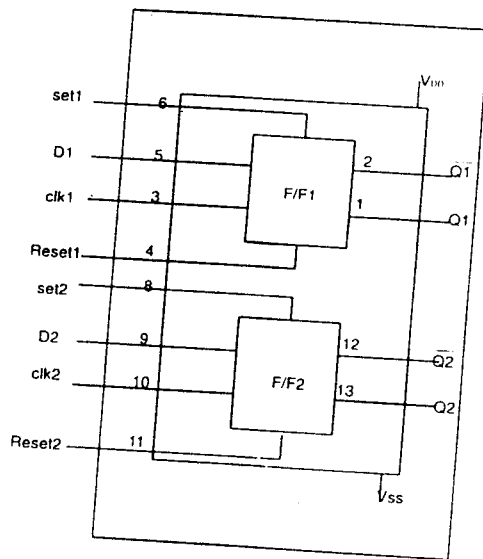 VDD
set1 6
D1 5 2 Q̅1̅
F/F1
clk1 3 1 Q1
Reset1 4
set2 8
D2 9 12 Q̅2
F/F2
clk2 10 13 Q2
Reset2 11
Vss